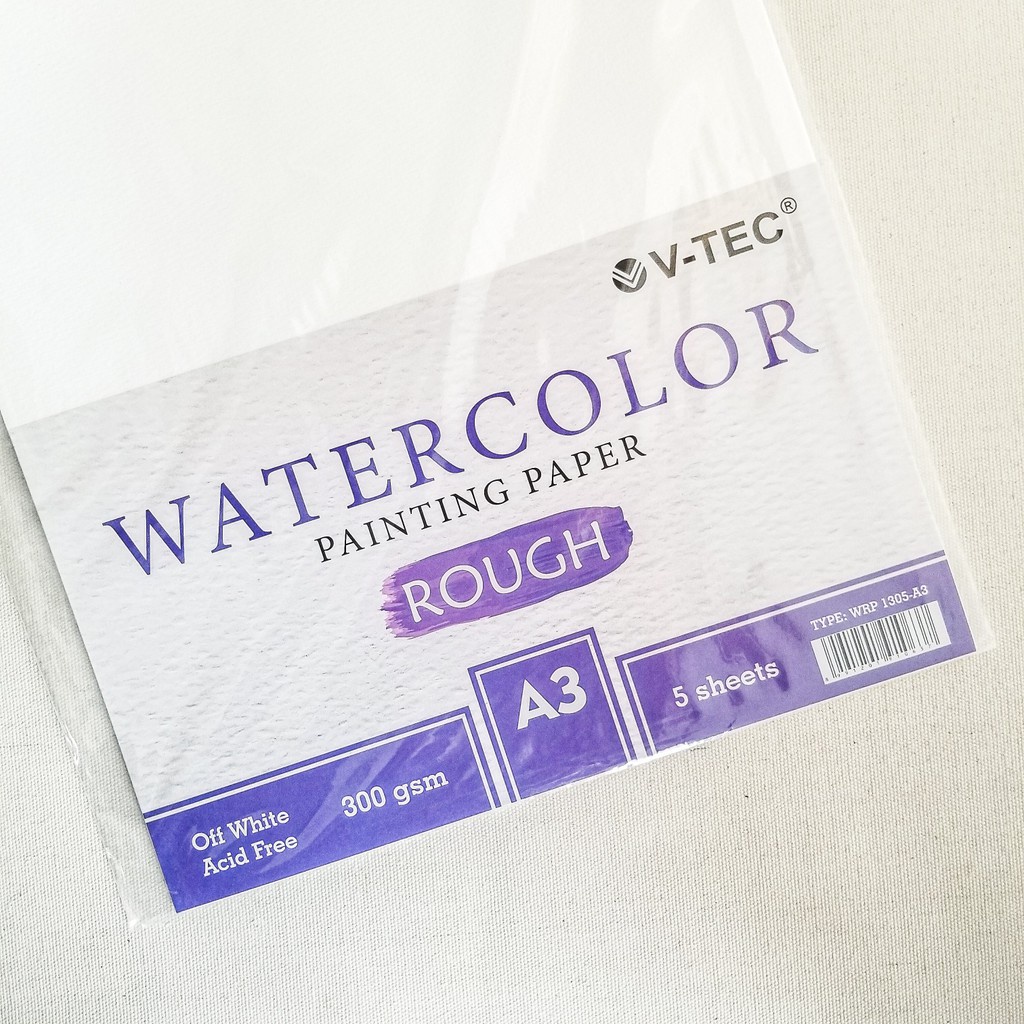 V-TEC®
WATERCOLOR
PAINTING PAPER
ROUGH
Off White
Acid Free
300 gsm
A3
5 sheets
TYPE: WRP 1305-A3